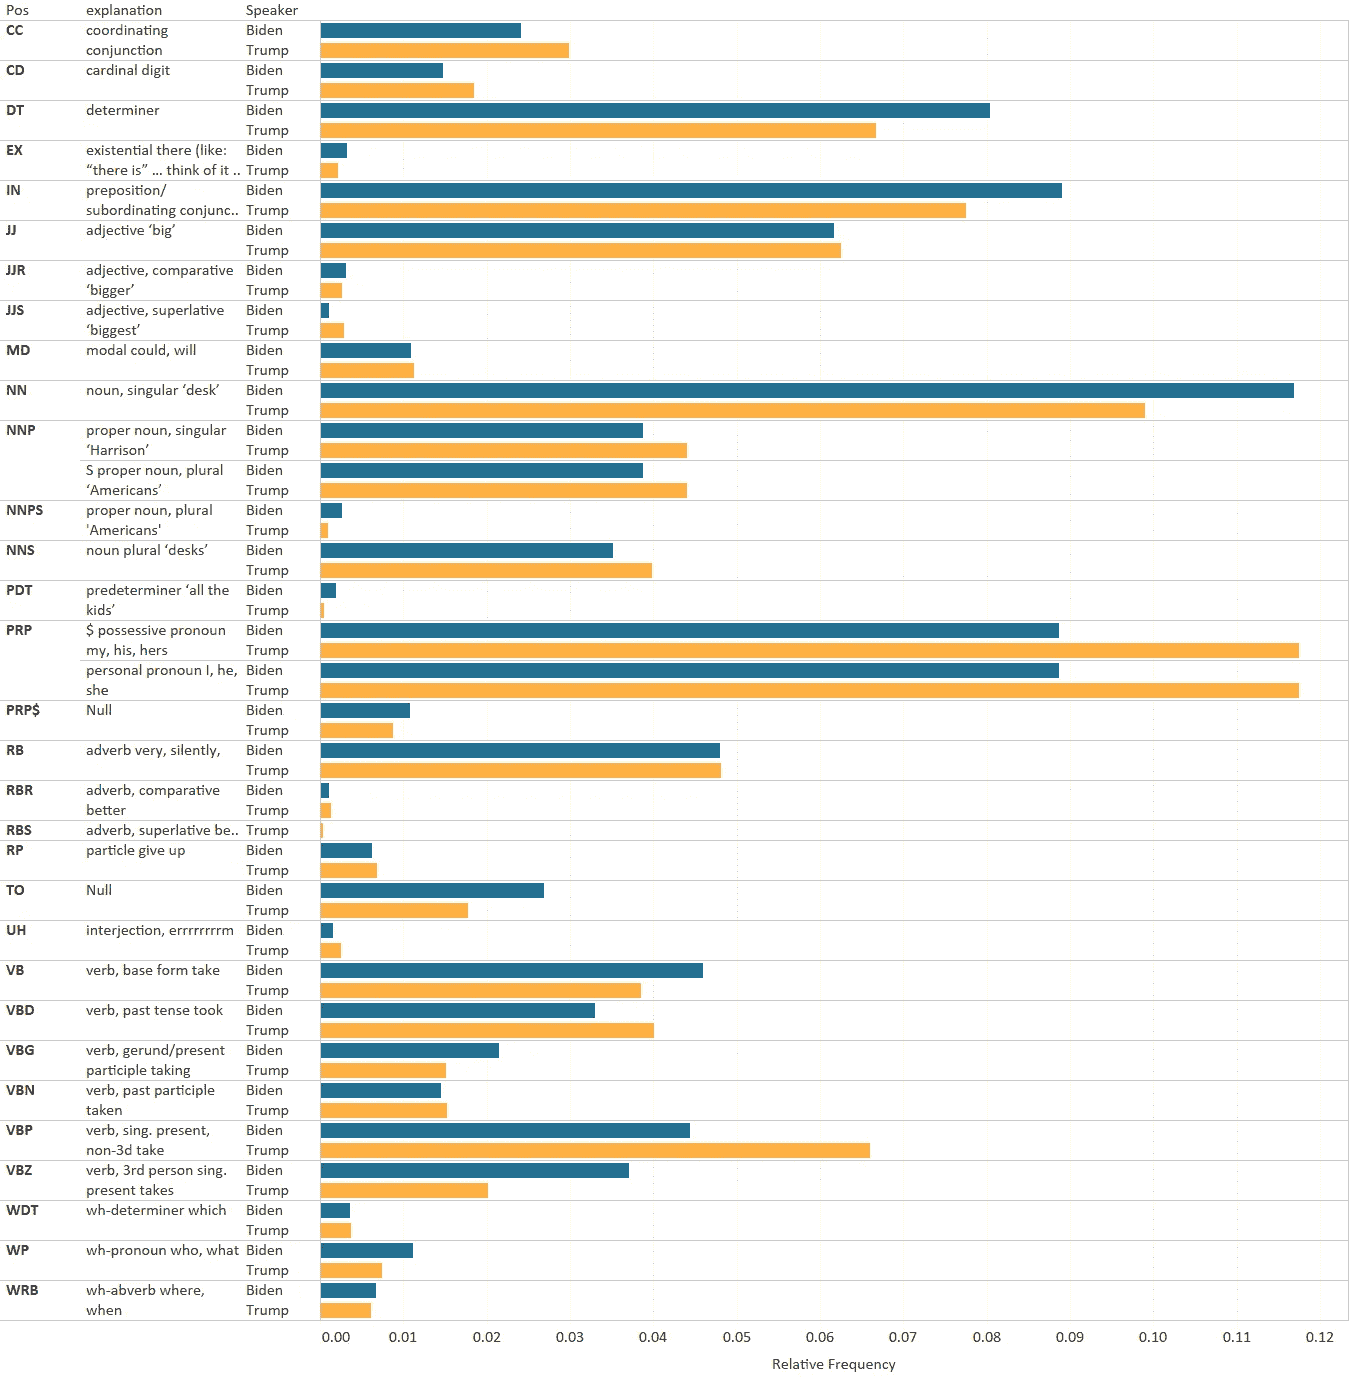 Pos explanation Speaker
CC coordinating Biden
conjunction Trump
CD cardinal digit Biden
Trump
DT determiner Biden
Trump
EX existential there (like: Biden
“there is” ... think of it .. Trump
IN preposition/ Biden
subordinating conjunc.. Trump
JJ adjective ‘big’ Biden
Trump
JJR adjective, comparative Biden
‘bigger’ Trump
JJS adjective, superlative Biden
‘biggest’ Trump
MD modal could, will Biden
Trump
NN noun, singular ‘desk’ Biden
Trump
NNP proper noun, singular Biden
‘Harrison’ Trump
S proper noun, plural Biden
‘Americans’ Trump
NNPS proper noun, plural Biden
'Americans' Trump
NNS noun plural ‘desks’ Biden
Trump
PDT predeterminer ‘all the Biden
kids’ Trump
PRP $ possessive pronoun Biden
my, his, hers Trump
personal pronoun I, he, Biden
she Trump
PRP$ Null Biden
Trump
RB adverb very, silently, Biden
Trump
RBR adverb, comparative Biden
better Trump
RBS adverb, superlative be.. Trump
RP particle give up Biden
Trump
TO Null Biden
Trump
UH interjection, errrrrrrrm Biden
Trump
VB verb, base form take Biden
Trump
VBD verb, past tense took Biden
Trump
VBG verb, gerund/present Biden
participle taking Trump
VBN verb, past participle Biden
taken Trump
VBP verb, sing. present, Biden
non-3d take Trump
VBZ verb, 3rd person sing. Biden
present takes Trump
WDT wh-determiner which Biden
Trump
WP wh-pronoun who, what Biden
Trump
WRB wh-abverb where, Biden
when Trump
0.00 0.01 0.02 0.03 0.04 0.05 0.06 0.07 0.08 0.09 0.10 0.11 0.12
Relative Frequency